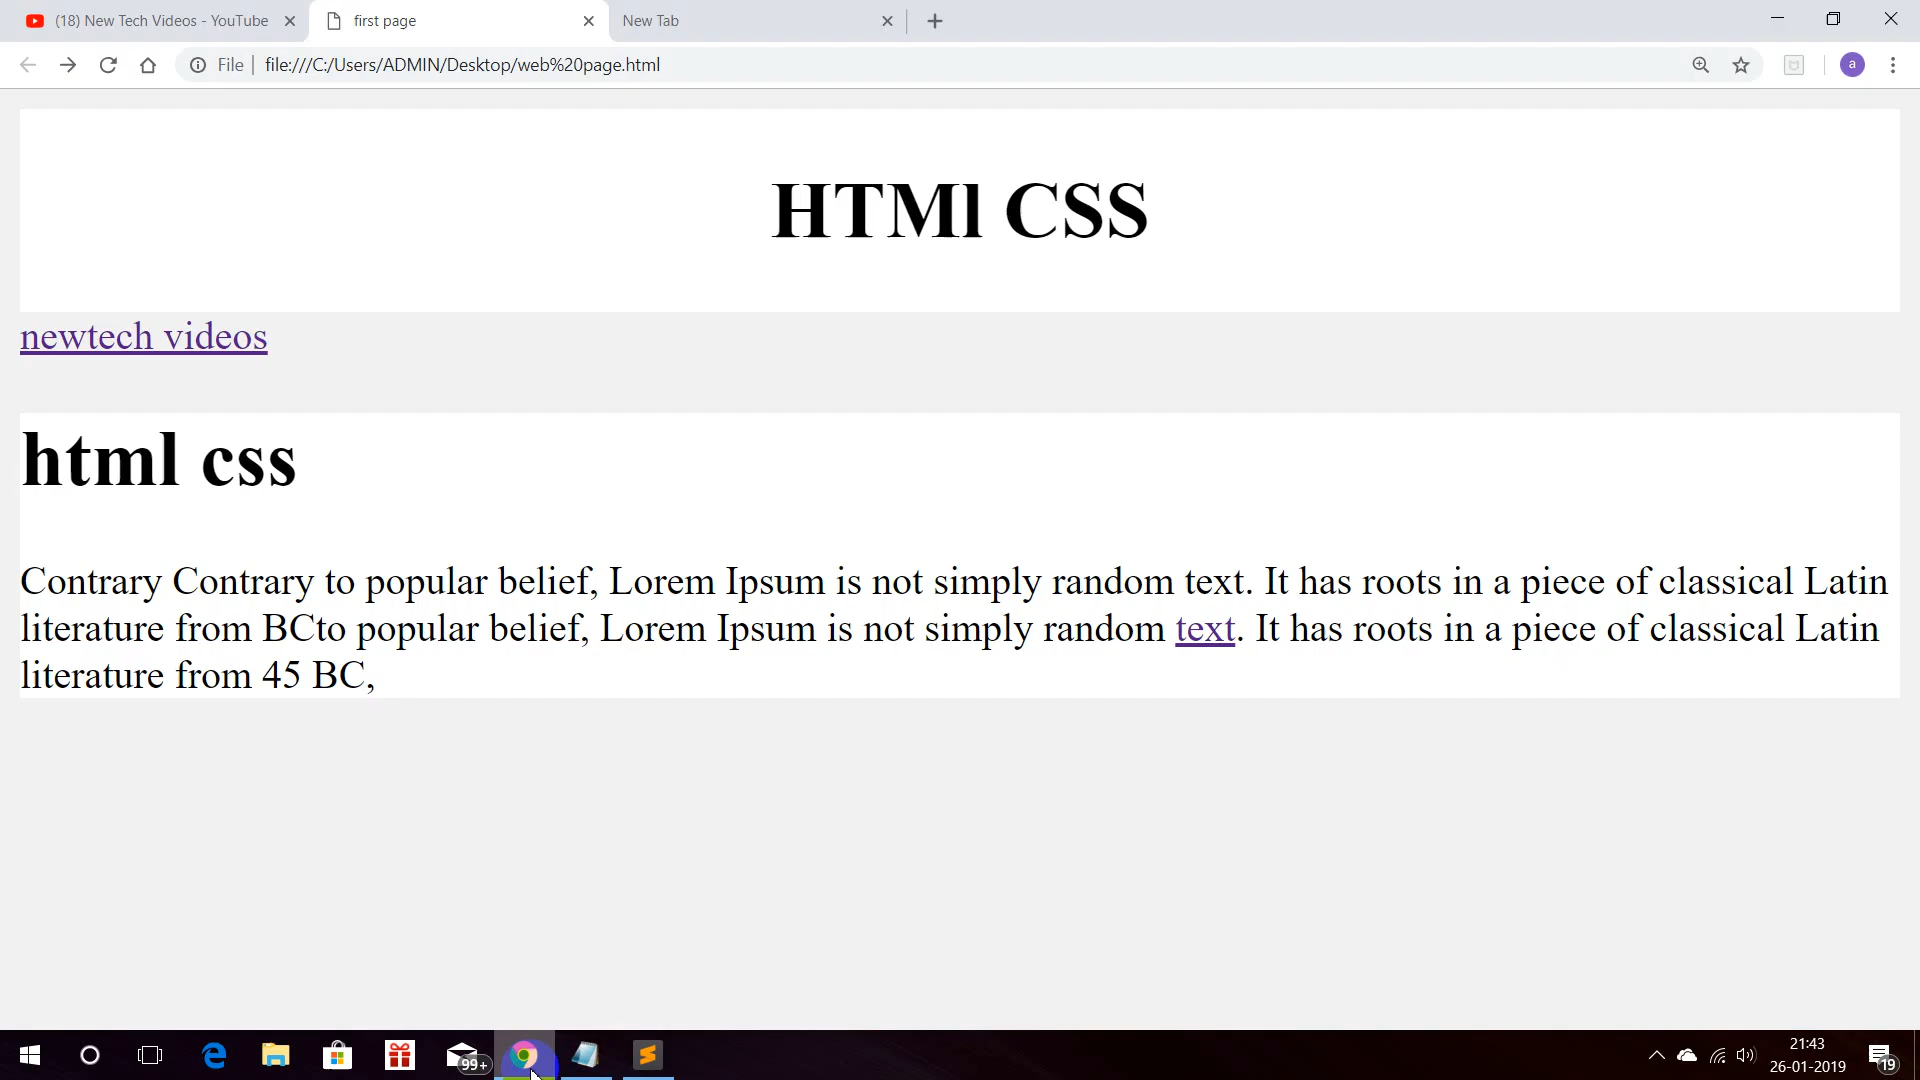 (18) New Tech Videos - YouTube
first page
New Tab
File
file:///C:/Users/ADMIN/Desktop/web%20page.html
a
HTMl CSS
newtech videos
html css
Contrary Contrary to popular belief, Lorem Ipsum is not simply random text. It has roots in a piece of classical Latin
literature from BCto popular belief, Lorem Ipsum is not simply random text. It has roots in a piece of classical Latin
literature from 45 BC,
99+
21:43
26-01-2019
19